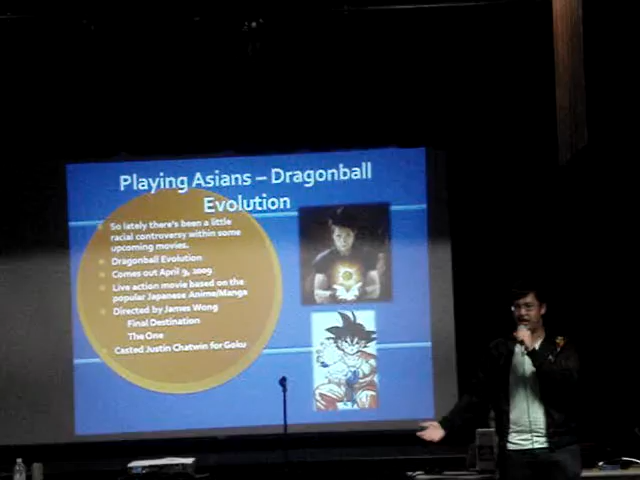 Playing Asians – Dragonball
Evolution
So lately there's been a little
racial controversy within some
upcoming movies.
Dragonball Evolution
Comes out April 9, 2009
Live action movie based on the
popular Japanese Anime/Manga
Directed by James Wong
Final Destination
The One
Casted Justin Chatwin for Goku